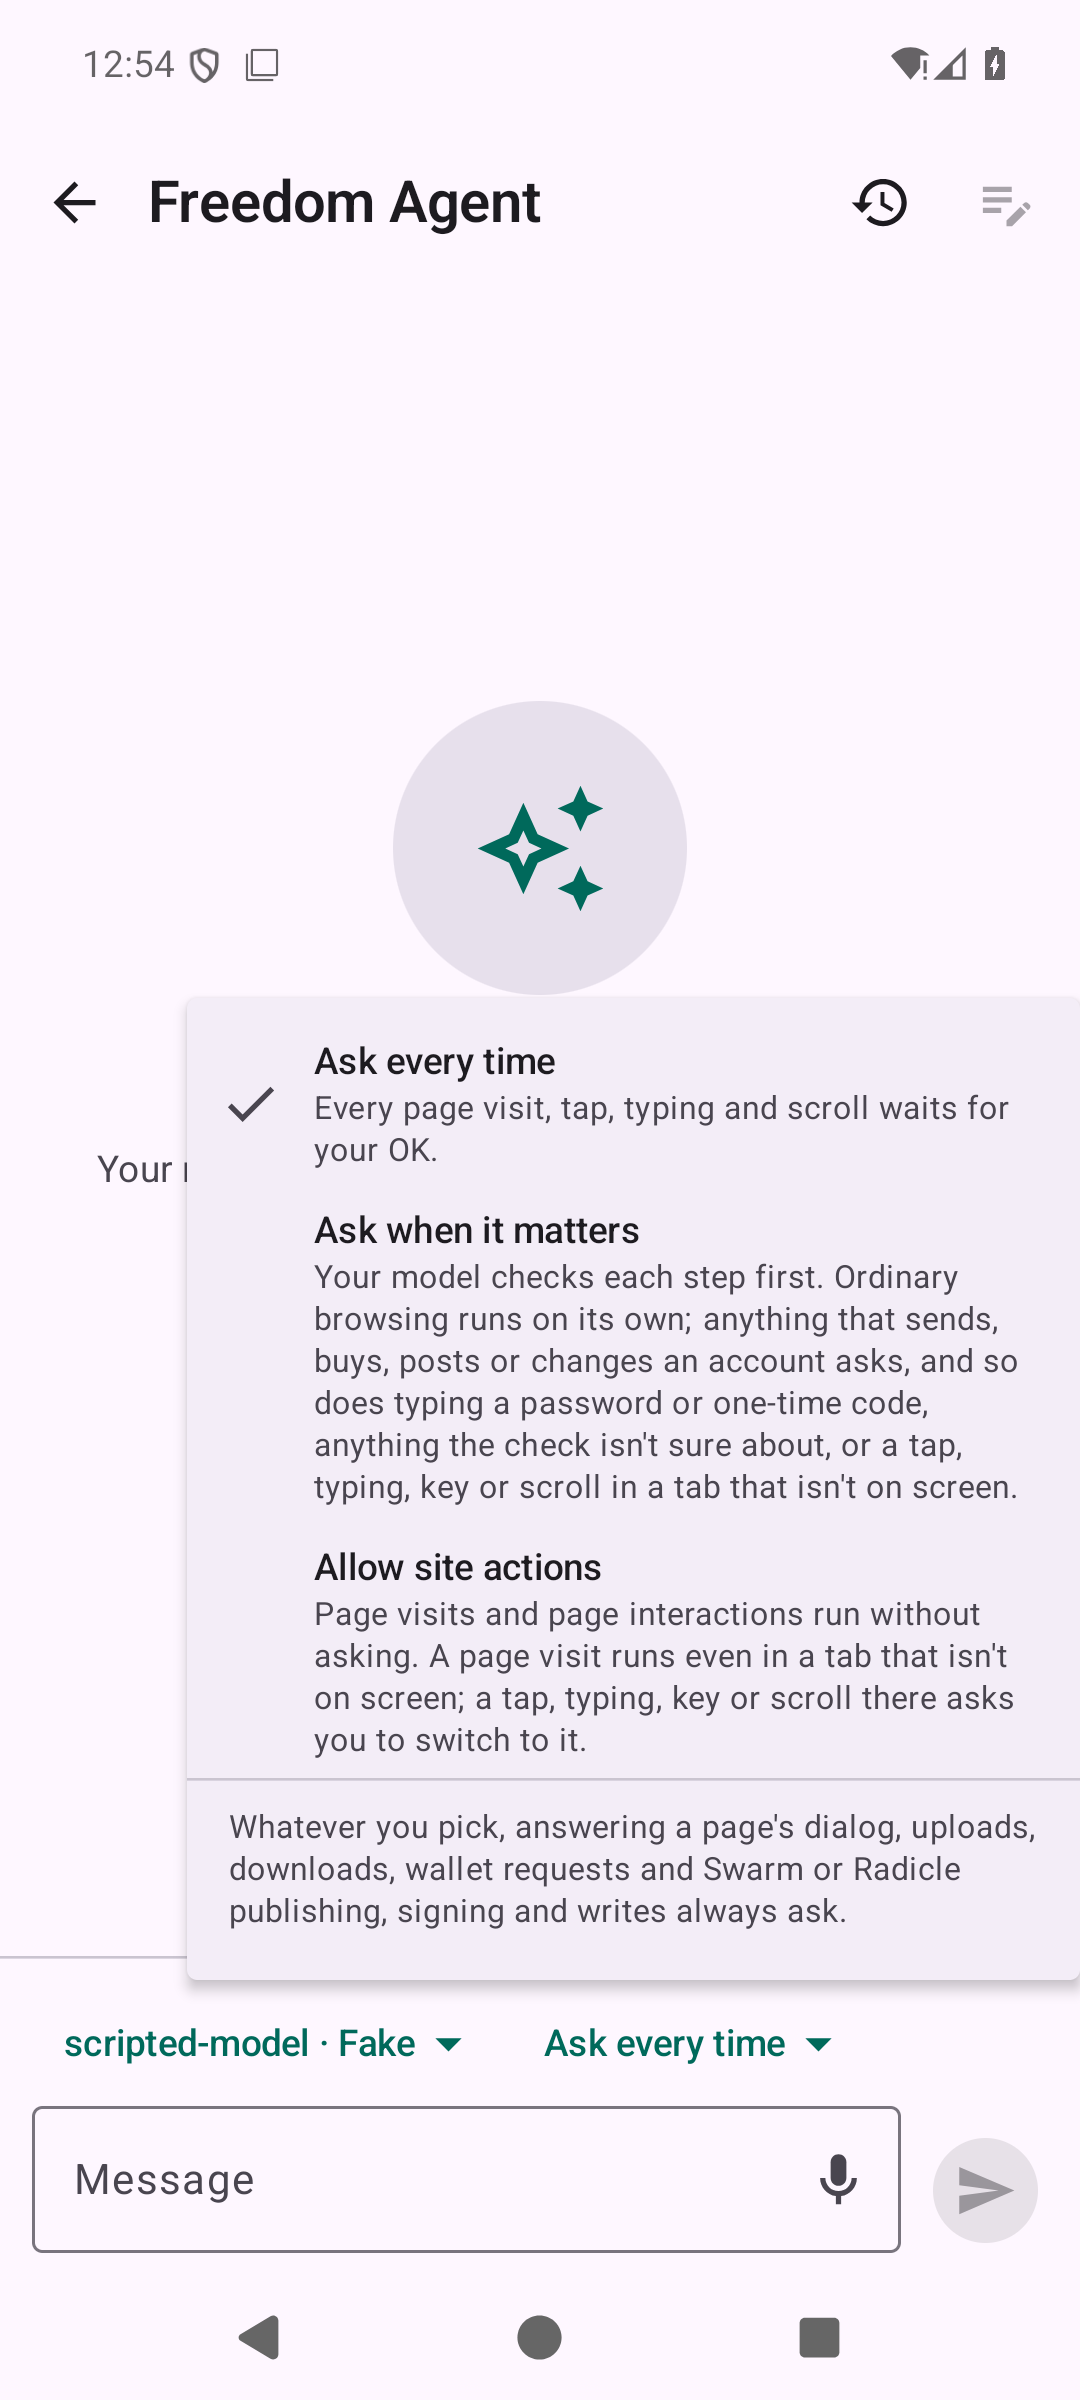 12:54
Freedom Agent
Ask every time
Every page visit, tap, typing and scroll waits for
your OK.
Your
Ask when it matters
Your model checks each step first. Ordinary
browsing runs on its own; anything that sends,
buys, posts or changes an account asks, and so
does typing a password or one-time code,
anything the check isn't sure about, or a tap,
typing, key or scroll in a tab that isn't on screen.
Allow site actions
Page visits and page interactions run without
asking. A page visit runs even in a tab that isn't
on screen; a tap, typing, key or scroll there asks
you to switch to it.
Whatever you pick, answering a page's dialog, uploads,
downloads, wallet requests and Swarm or Radicle
publishing, signing and writes always ask.
scripted-model · Fake
Ask every time
Message